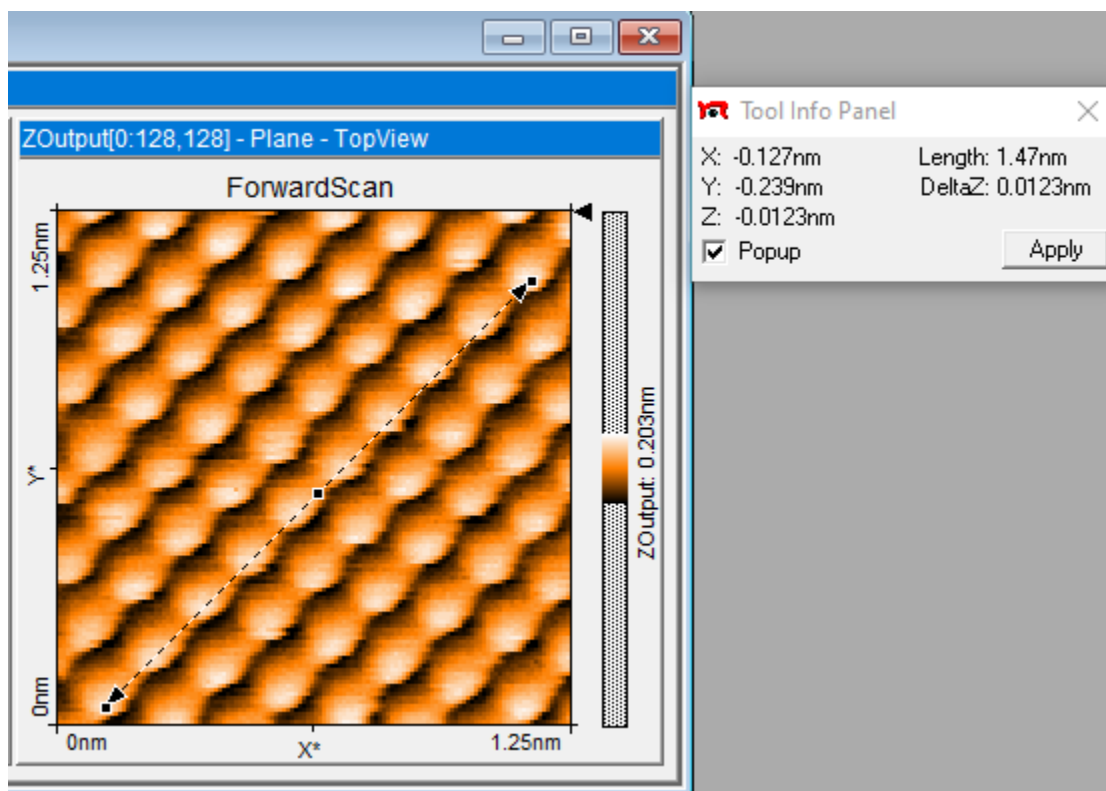 ZOutput[0:128,128] - Plane - TopView
ForwardScan
1.25nm
Y*
0nm
0nm
X*
1.25nm
ZOutput: 0.203nm
Tool Info Panel
X: -0.127nm
Length: 1.47nm
Y: -0.239nm
DeltaZ: 0.0123nm
Z: -0.0123nm
Popup
Apply